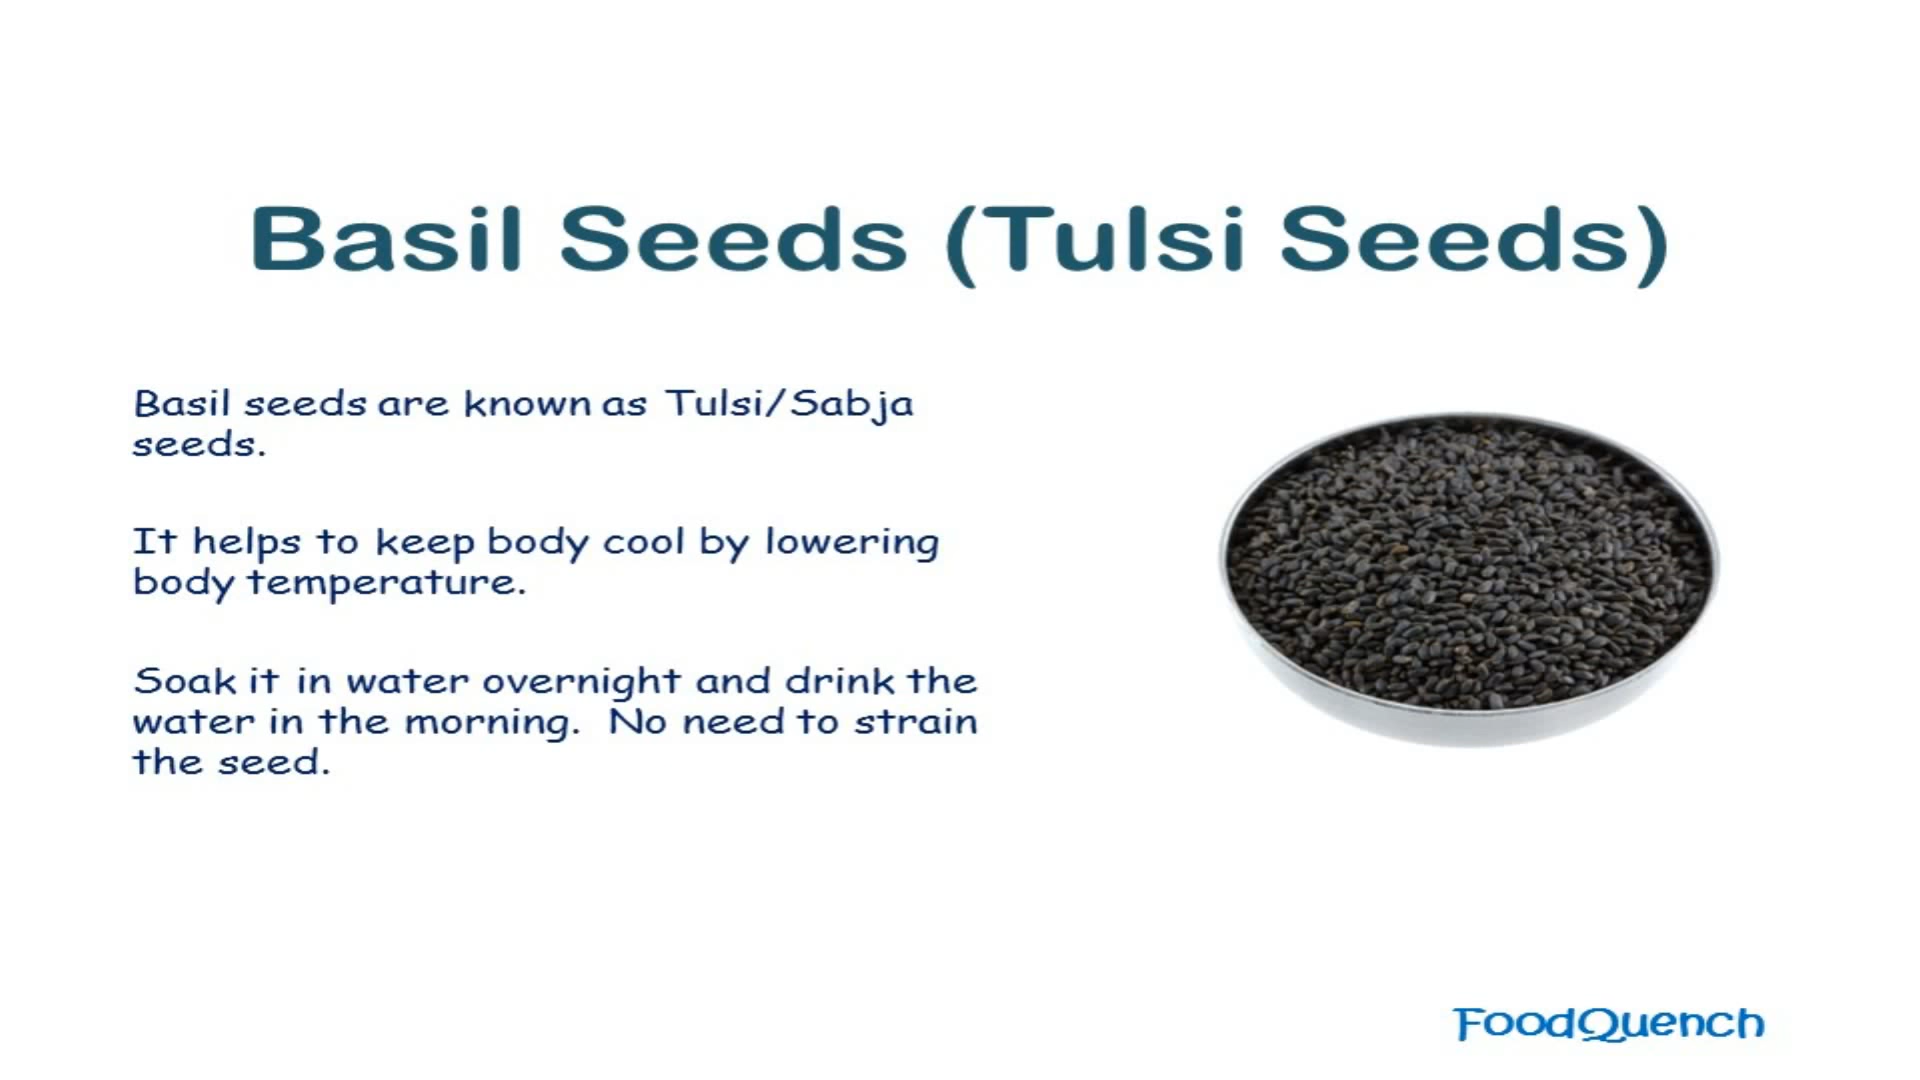 Basil Seeds (Tulsi Seeds)
Basil seeds are known as Tulsi/Sabja
seeds.
It helps to keep body cool by lowering
body temperature.
Soak it in water overnight and drink the
water in the morning.  No need to strain
the seed.
FoodQuench